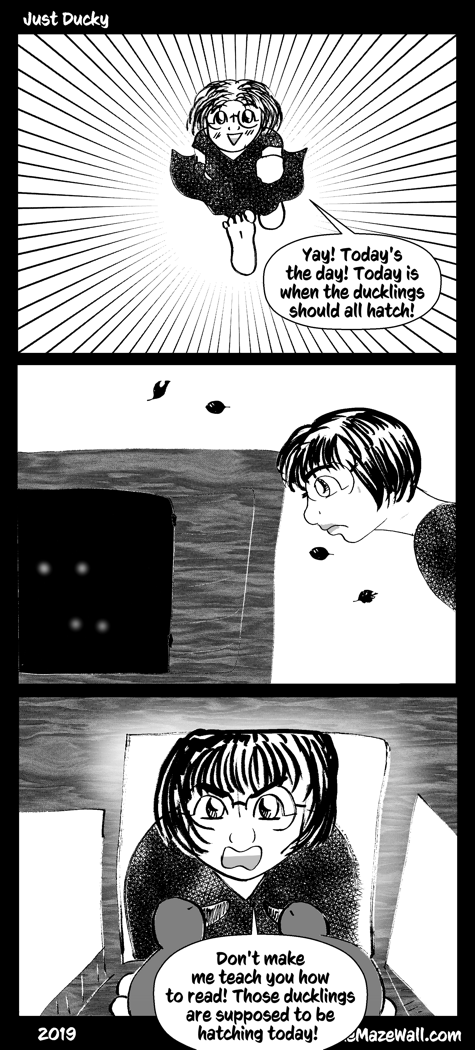 Just Ducky
Yay! Today's
the day! Today is
when the ducklings
should all hatch!
Don't make
me teach you how
to read! Those ducklings
are supposed to be
hatching today!
2019
eMazeWall.com